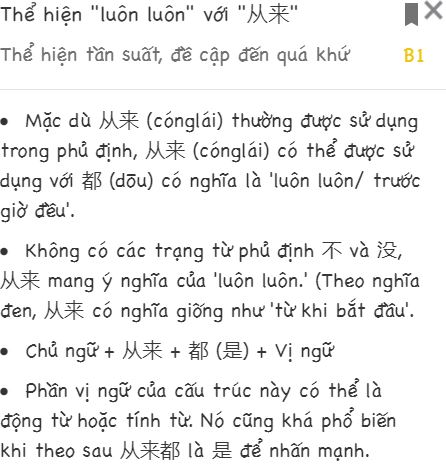 Thể hiện "luôn luôn" với "从来"
Thể hiện tần suất, đề cập đến quá khứ B1
• Mặc dù 从来 (cónglái) thường được sử dụng
trong phủ định, 从来 (cónglái) có thể được sử
dụng với 都 (dōu) có nghĩa là 'luôn luôn/ trước
giờ đều'.
• Không có các trạng từ phủ định 不 và 没,
从来 mang ý nghĩa của 'luôn luôn.' (Theo nghĩa
đen, 从来 có nghĩa giống như 'từ khi bắt đầu'.
• Chủ ngữ + 从来 + 都 (是) + Vị ngữ
• Phần vị ngữ của cấu trúc này có thể là
động từ hoặc tính từ. Nó cũng khá phổ biến
khi theo sau 从来都 là 是 để nhấn mạnh.